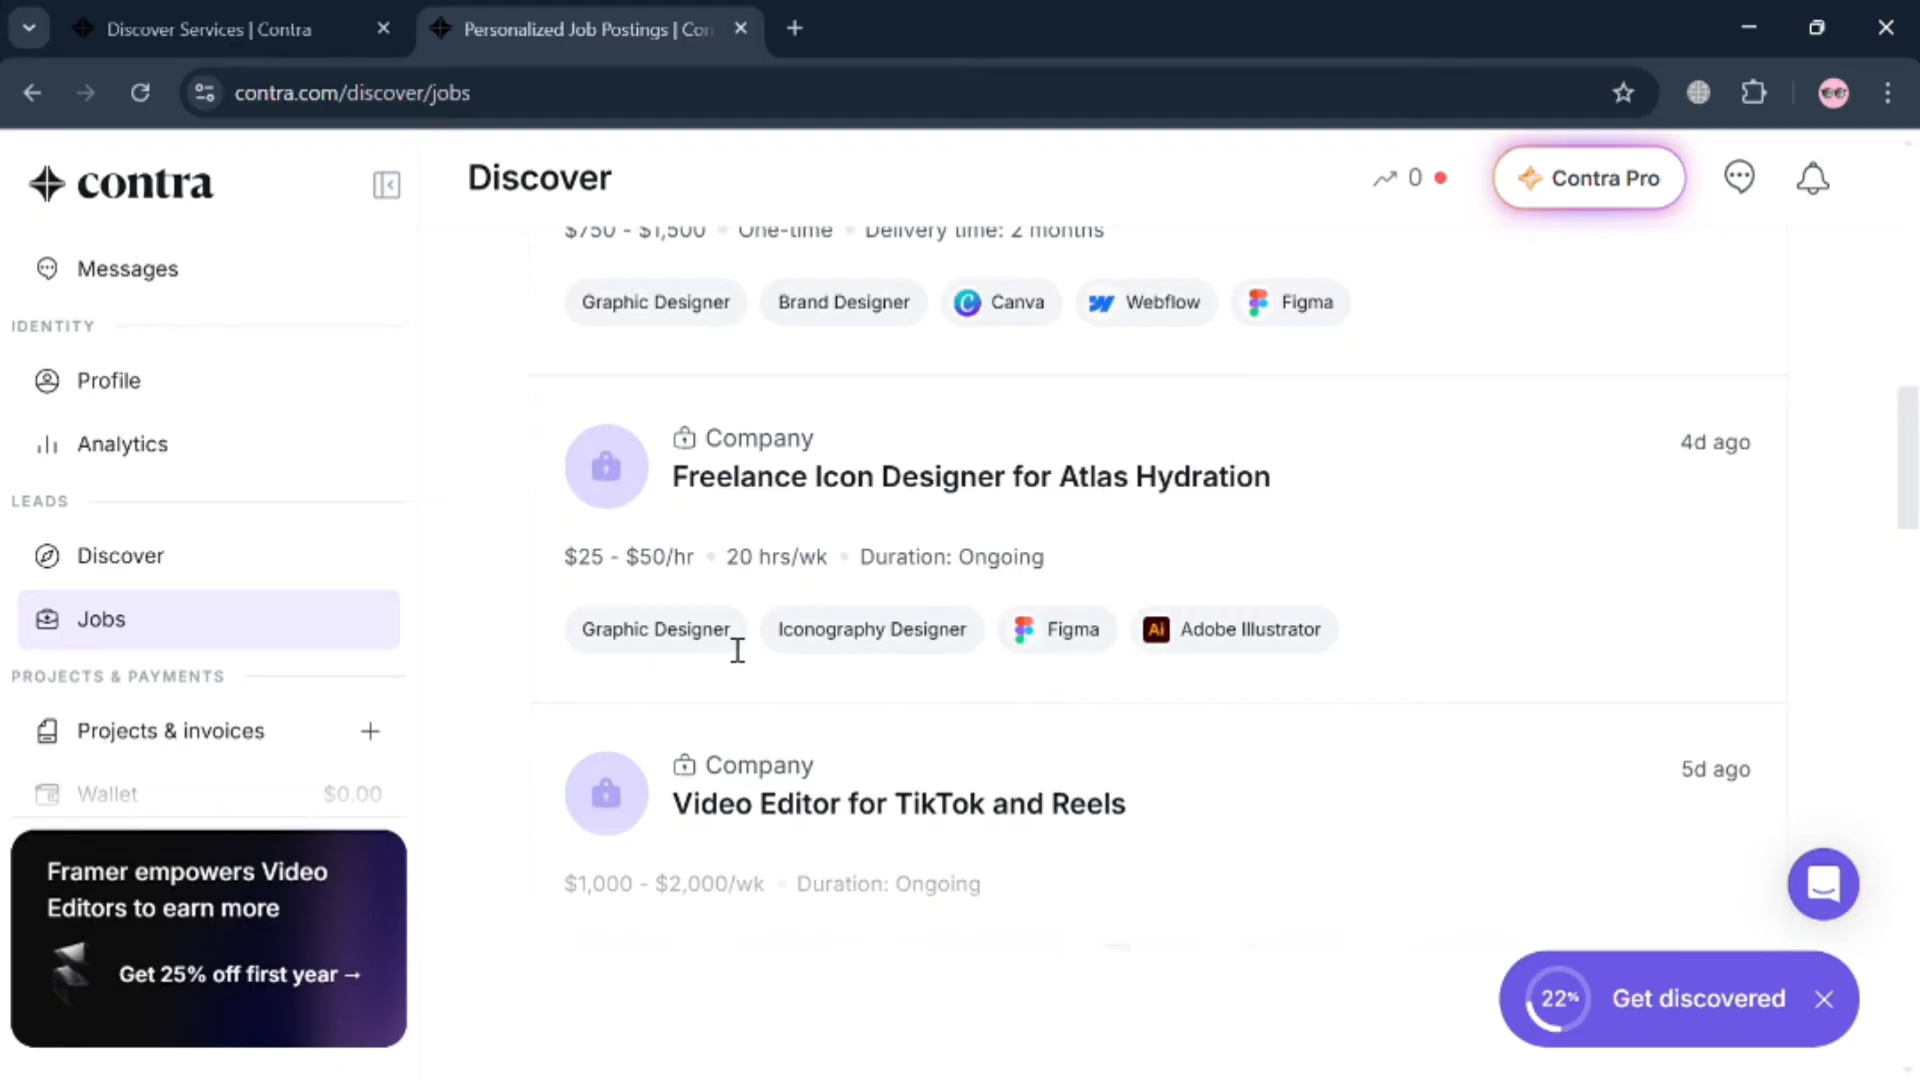 Discover Services | Contra
Personalized Job Postings | Con
contra.com/discover/jobs
contra
Discover
0
Contra Pro
Messages
IDENTITY
Profile
Analytics
LEADS
Discover
Jobs
PROJECTS & PAYMENTS
Projects & invoices
Wallet $0.00
Framer empowers Video
Editors to earn more
Get 25% off first year →
$750 - $1,500 One-time Delivery time: 2 months
Graphic Designer Brand Designer Canva Webflow Figma
Company
4d ago
Freelance Icon Designer for Atlas Hydration
$25 - $50/hr 20 hrs/wk Duration: Ongoing
Graphic Designer Iconography Designer Figma Ai Adobe Illustrator
Company
5d ago
Video Editor for TikTok and Reels
$1,000 - $2,000/wk Duration: Ongoing
22% Get discovered